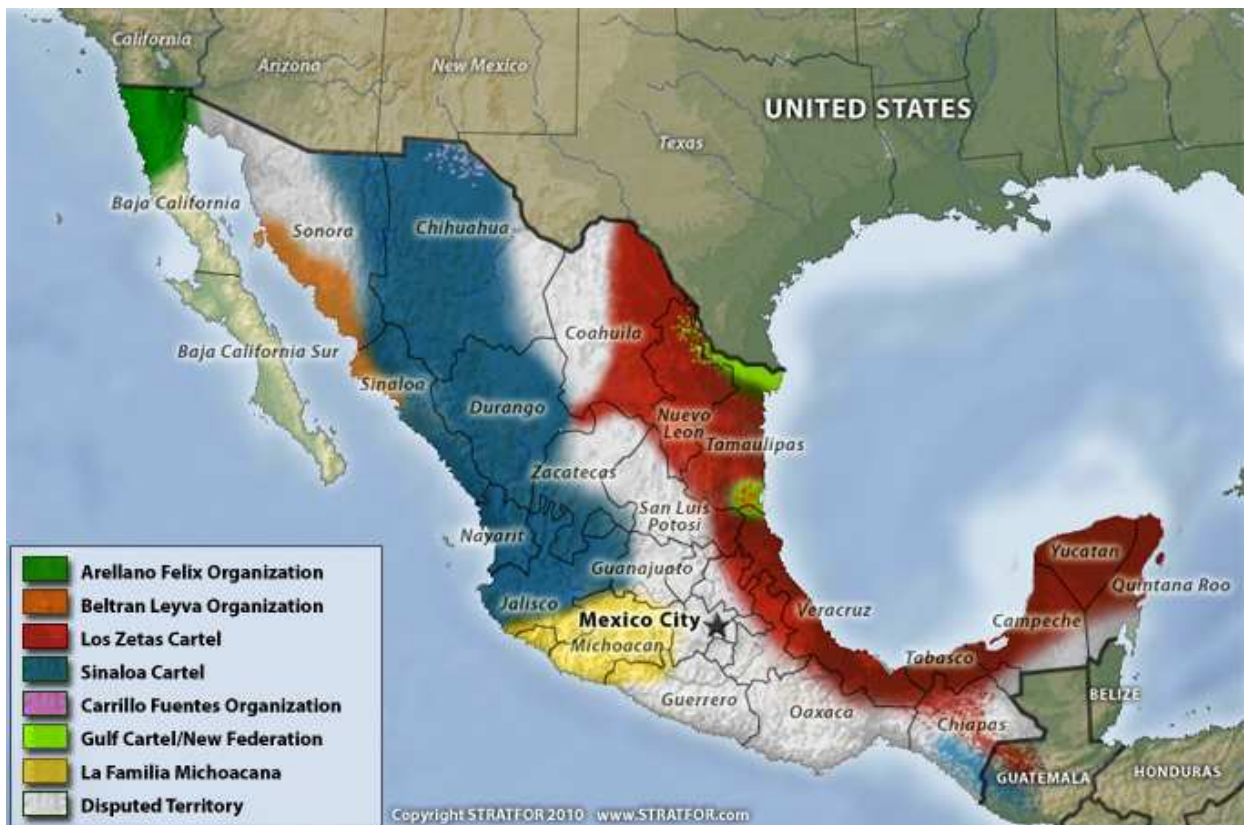 California
Arizona
New Mexico
UNITED STATES
Texas
Baja California
Sonora
Chihuahua
Coahuila
Baja California Sur
Sinaloa
Durango
Nuevo
Leon
Tamaulipas
Zacatecas
San Luis
Potosi
Nayarit
Guanajuato
Yucatan
Quintana Roo
Jalisco
Mexico City
Veracruz
Campeche
Michoacan
Tabasco
Guerrero
Oaxaca
Chiapas
BELIZE
GUATEMALA
HONDURAS
Arellano Felix Organization
Beltran Leyva Organization
Los Zetas Cartel
Sinaloa Cartel
Carrillo Fuentes Organization
Gulf Cartel/New Federation
La Familia Michoacana
Disputed Territory
Copyright STRATFOR 2010 www.STRATFOR.com